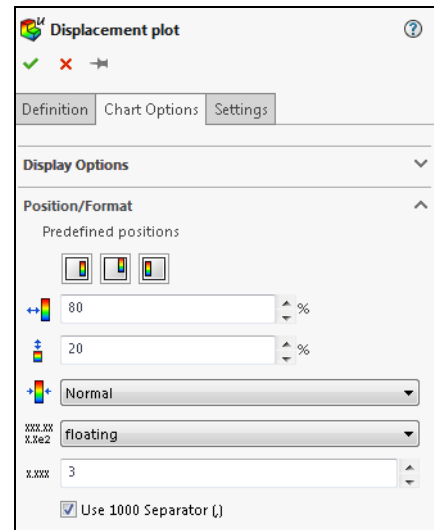 Displacement plot
Definition
Chart Options
Settings
Display Options
Position/Format
Predefined positions
80
%
20
%
Normal
xxx.xx
x.xe2
floating
x.xxx
3
Use 1000 Separator (,)